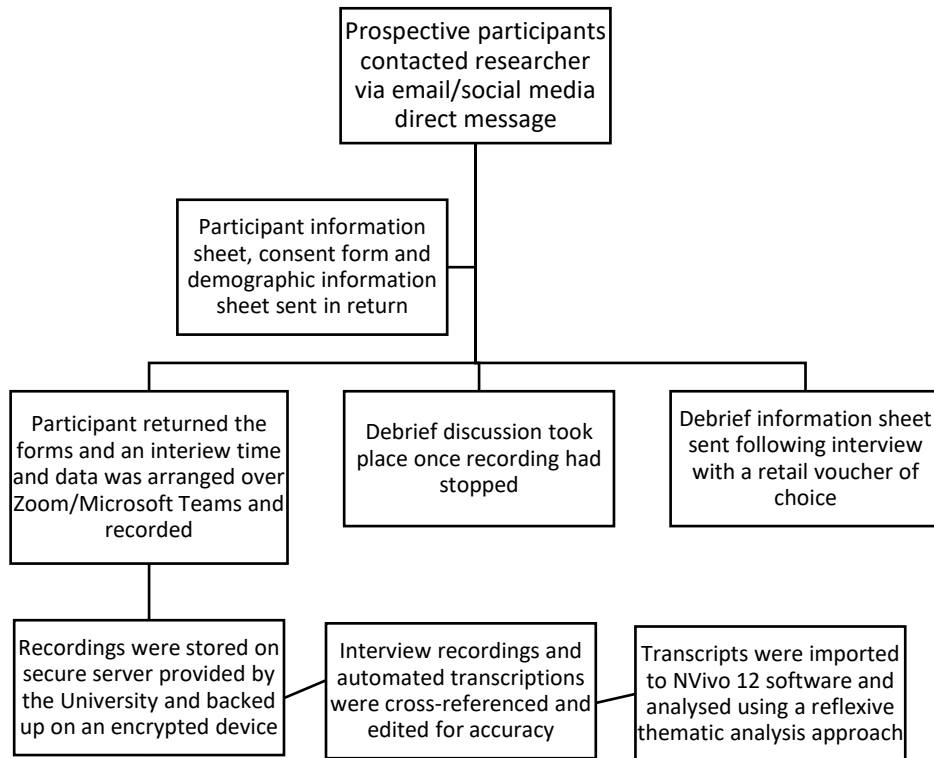 Prospective participants
contacted researcher
via email/social media
direct message
Participant information
sheet, consent form and
demographic information
sheet sent in return
Participant returned the
forms and an interiew time
and data was arranged over
Zoom/Microsoft Teams and
recorded
Debrief discussion took
place once recording had
stopped
Debrief information sheet
sent following interview
with a retail voucher of
choice
Recordings were stored on
secure server provided by
the University and backed
up on an encrypted device
Interview recordings and
automated transcriptions
were cross-referenced and
edited for accuracy
Transcripts were imported
to NVivo 12 software and
analysed using a reflexive
thematic analysis approach